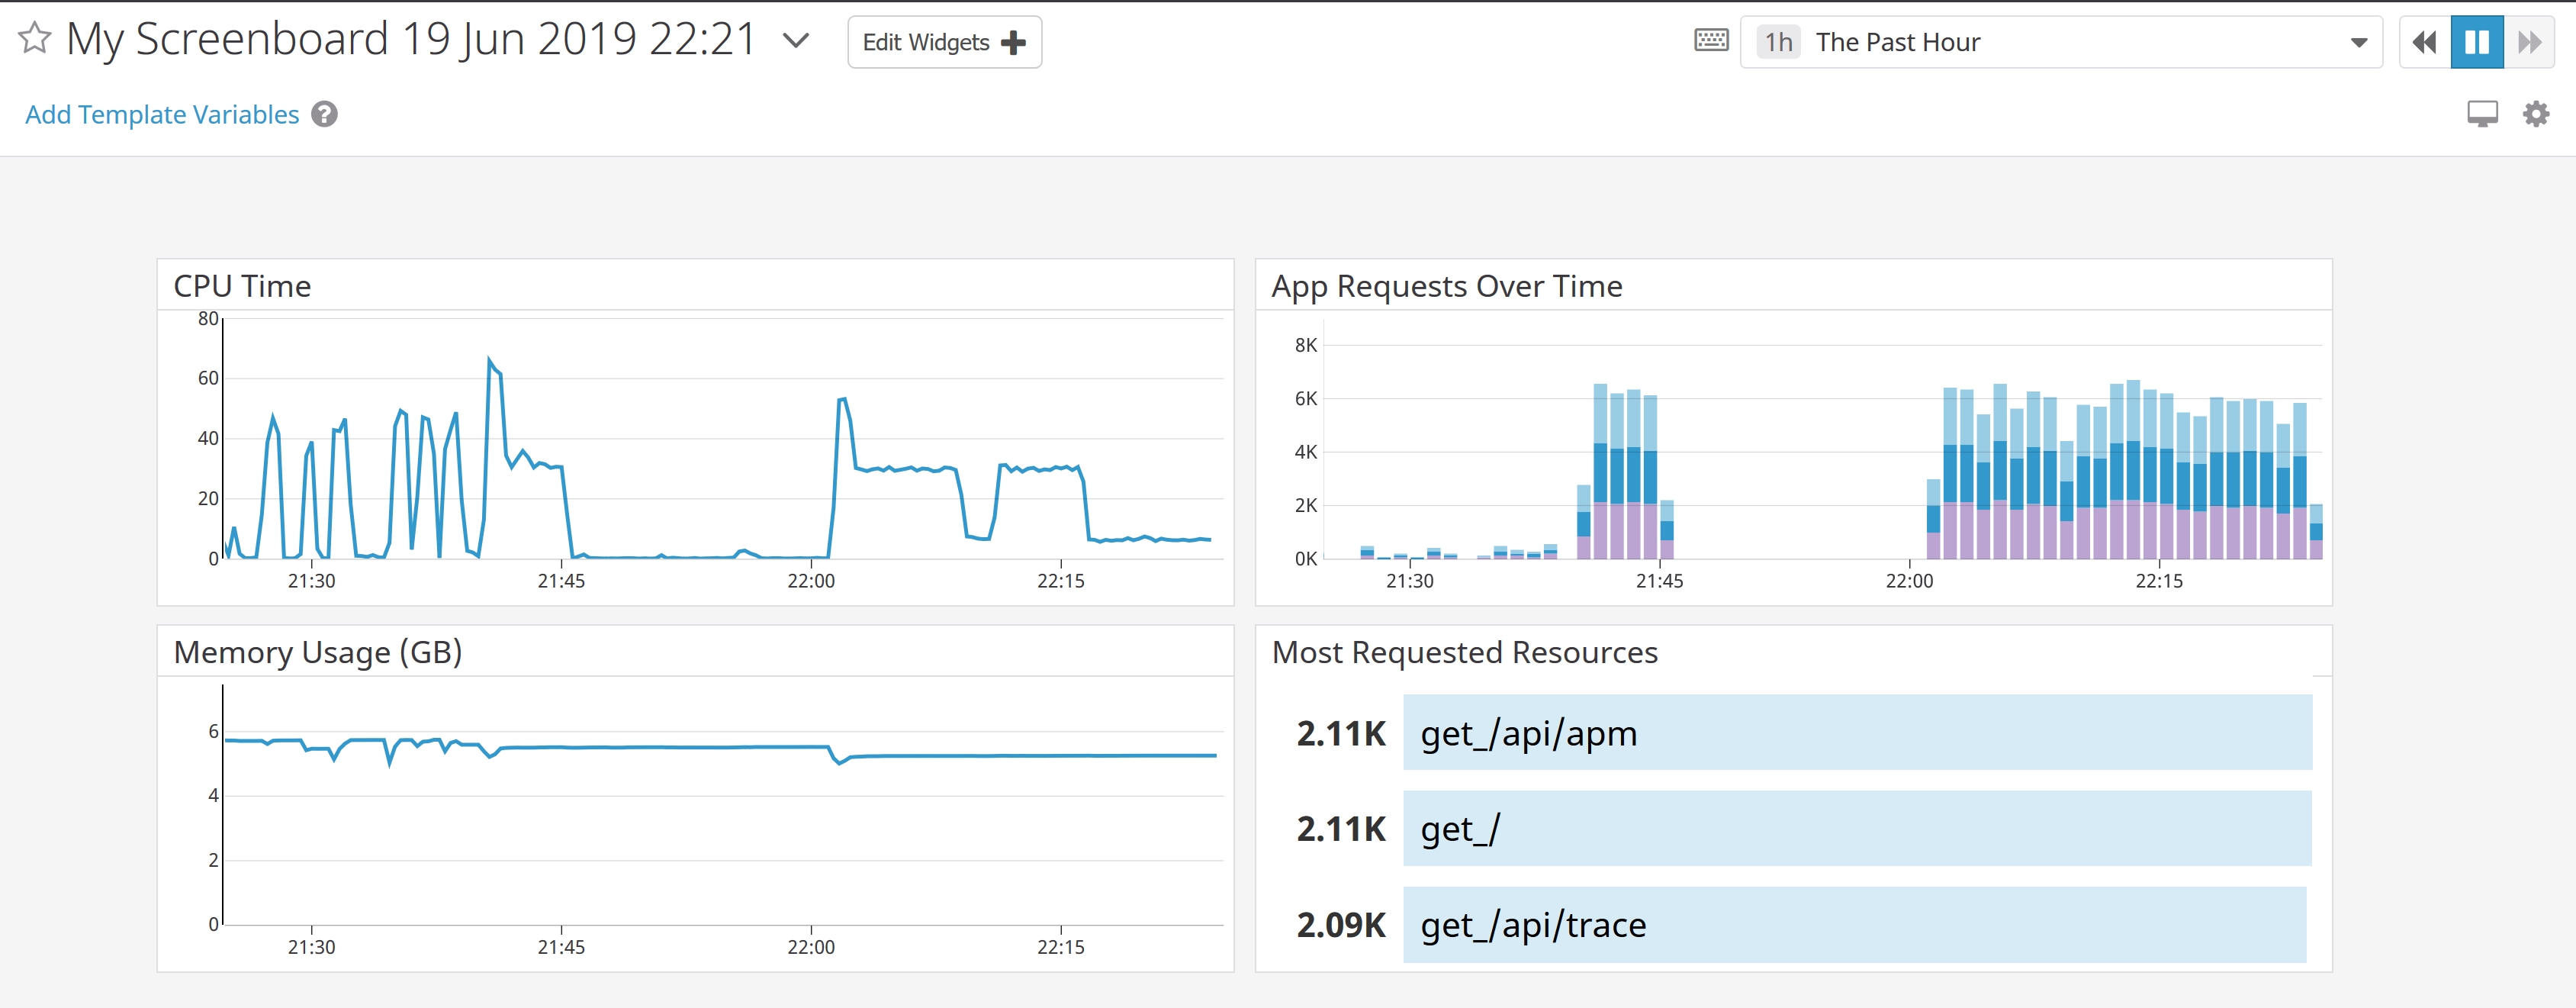 My Screenboard 19 Jun 2019 22:21
Edit Widgets
1h The Past Hour
Add Template Variables ?
CPU Time
80
60
40
20
0
21:30 21:45 22:00 22:15
App Requests Over Time
8K
6K
4K
2K
0K
21:30 21:45 22:00 22:15
Memory Usage (GB)
6
4
2
0
21:30 21:45 22:00 22:15
Most Requested Resources
2.11K get_/api/apm
2.11K get_/
2.09K get_/api/trace